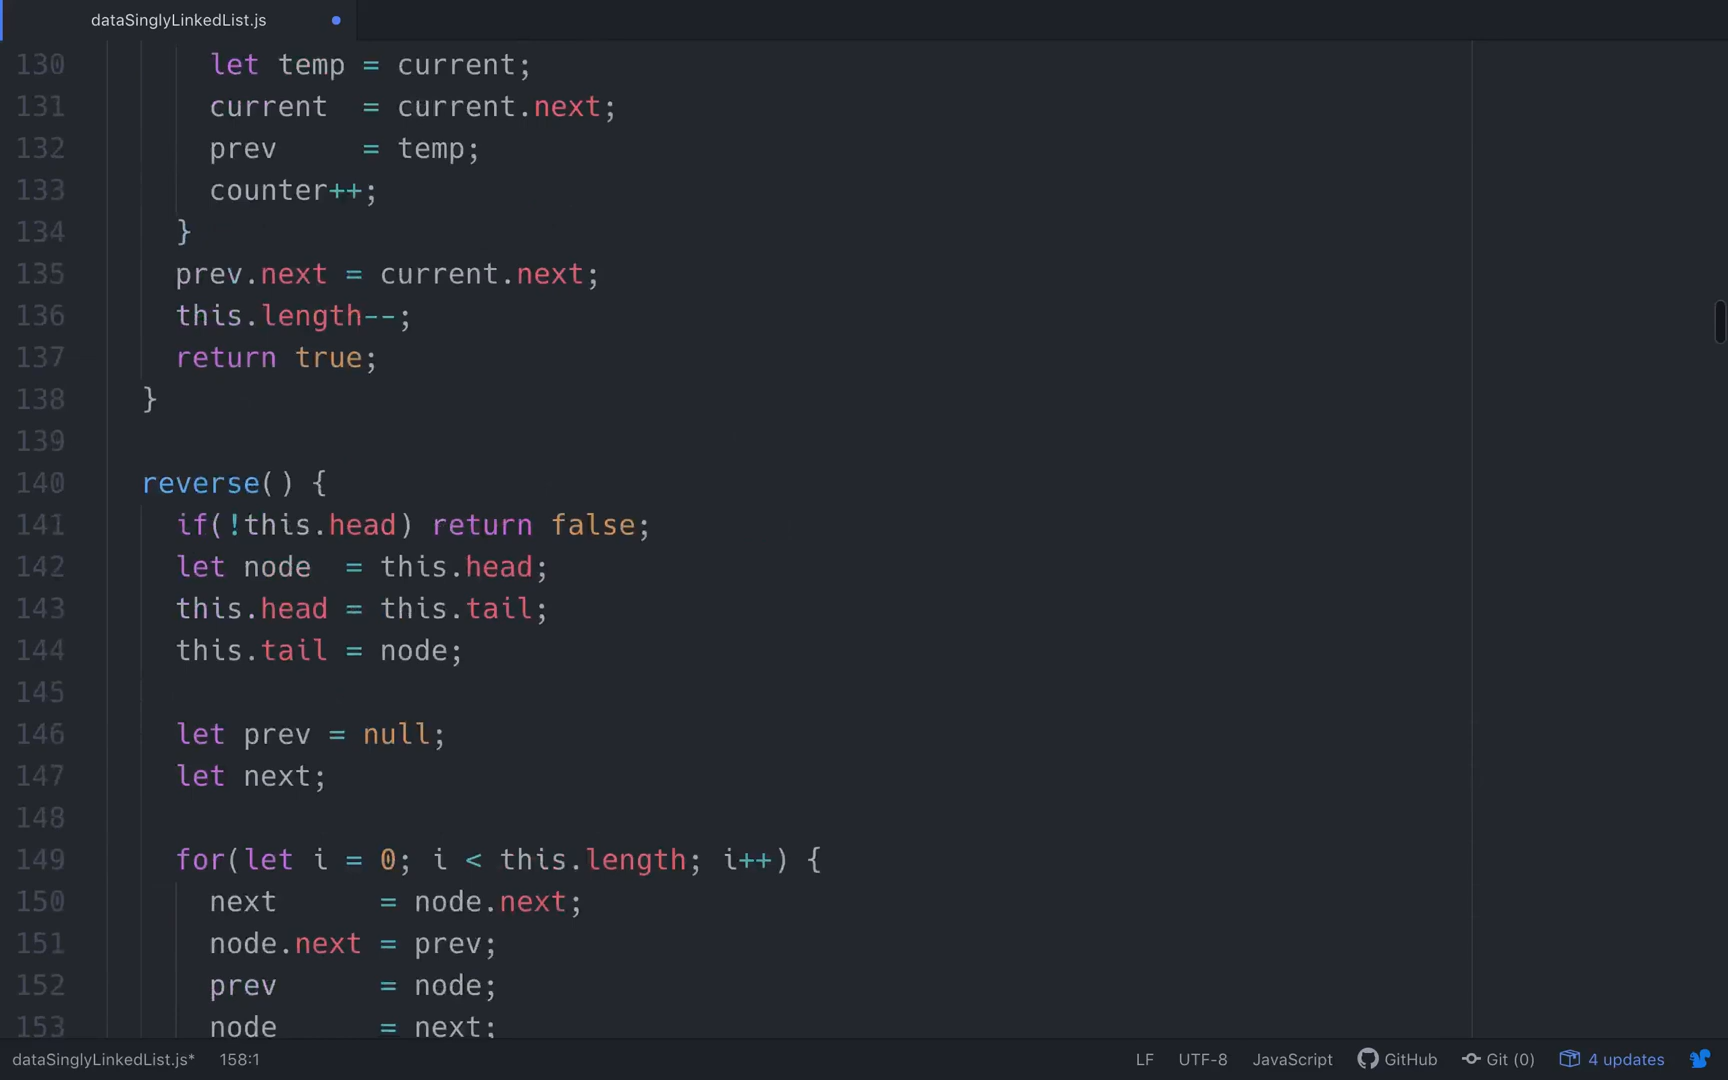 dataSinglyLinkedList.js
130 let temp = current;
131 current  = current.next;
132 prev     = temp;
133 counter++;
134 }
135 prev.next = current.next;
136 this.length--;
137 return true;
138 }
139
140 reverse() {
141 if(!this.head) return false;
142 let node  = this.head;
143 this.head = this.tail;
144 this.tail = node;
145
146 let prev = null;
147 let next;
148
149 for(let i = 0; i < this.length; i++) {
150 next      = node.next;
151 node.next = prev;
152 prev      = node;
153 node      = next;
dataSinglyLinkedList.js* 158:1 LF UTF-8 JavaScript GitHub Git (0) 4 updates